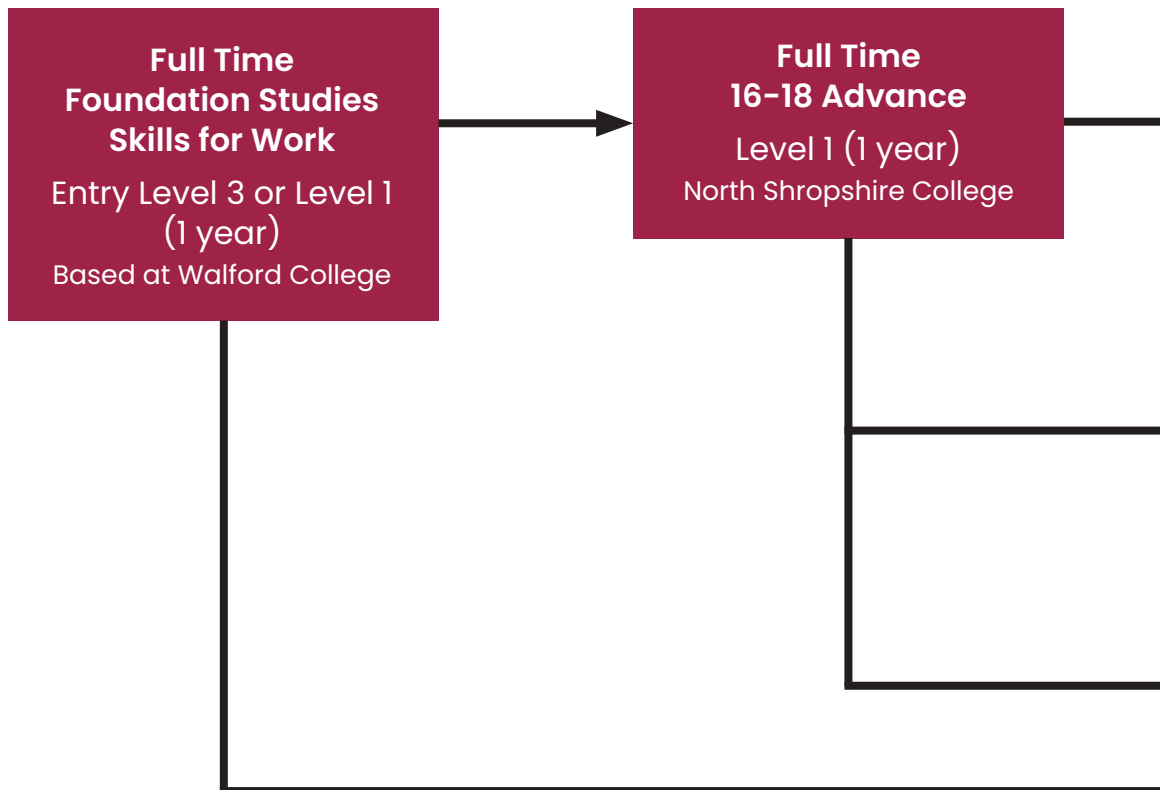 Full Time
Foundation Studies
Skills for Work
Entry Level 3 or Level 1
(1 year)
Based at Walford College
Full Time
16-18 Advance
Level 1 (1 year)
North Shropshire College